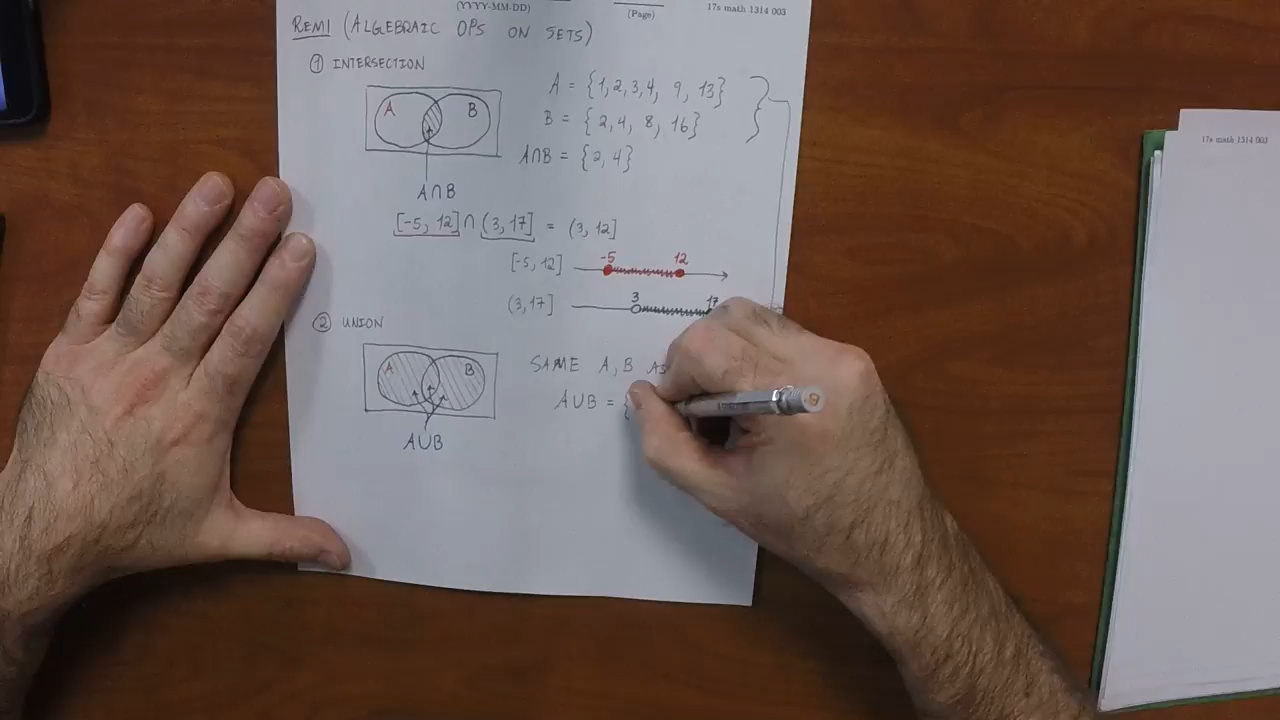 (YYYY-MM-DD)
(Page)
17s math 1314 003
REM1 (ALGEBRAIC OPS ON SETS)
① INTERSECTION
A B
A∩B
A = {1,2,3,4, 9, 13}
B = {2,4, 8, 16}
A∩B = {2,4}
[-5, 12] ∩ (3, 17] = (3, 12]
[-5, 12] -5 12
(3,17] 3 17
② UNION
A B
A∪B
SAME A, B AS
A∪B = {
17s math 1314 003